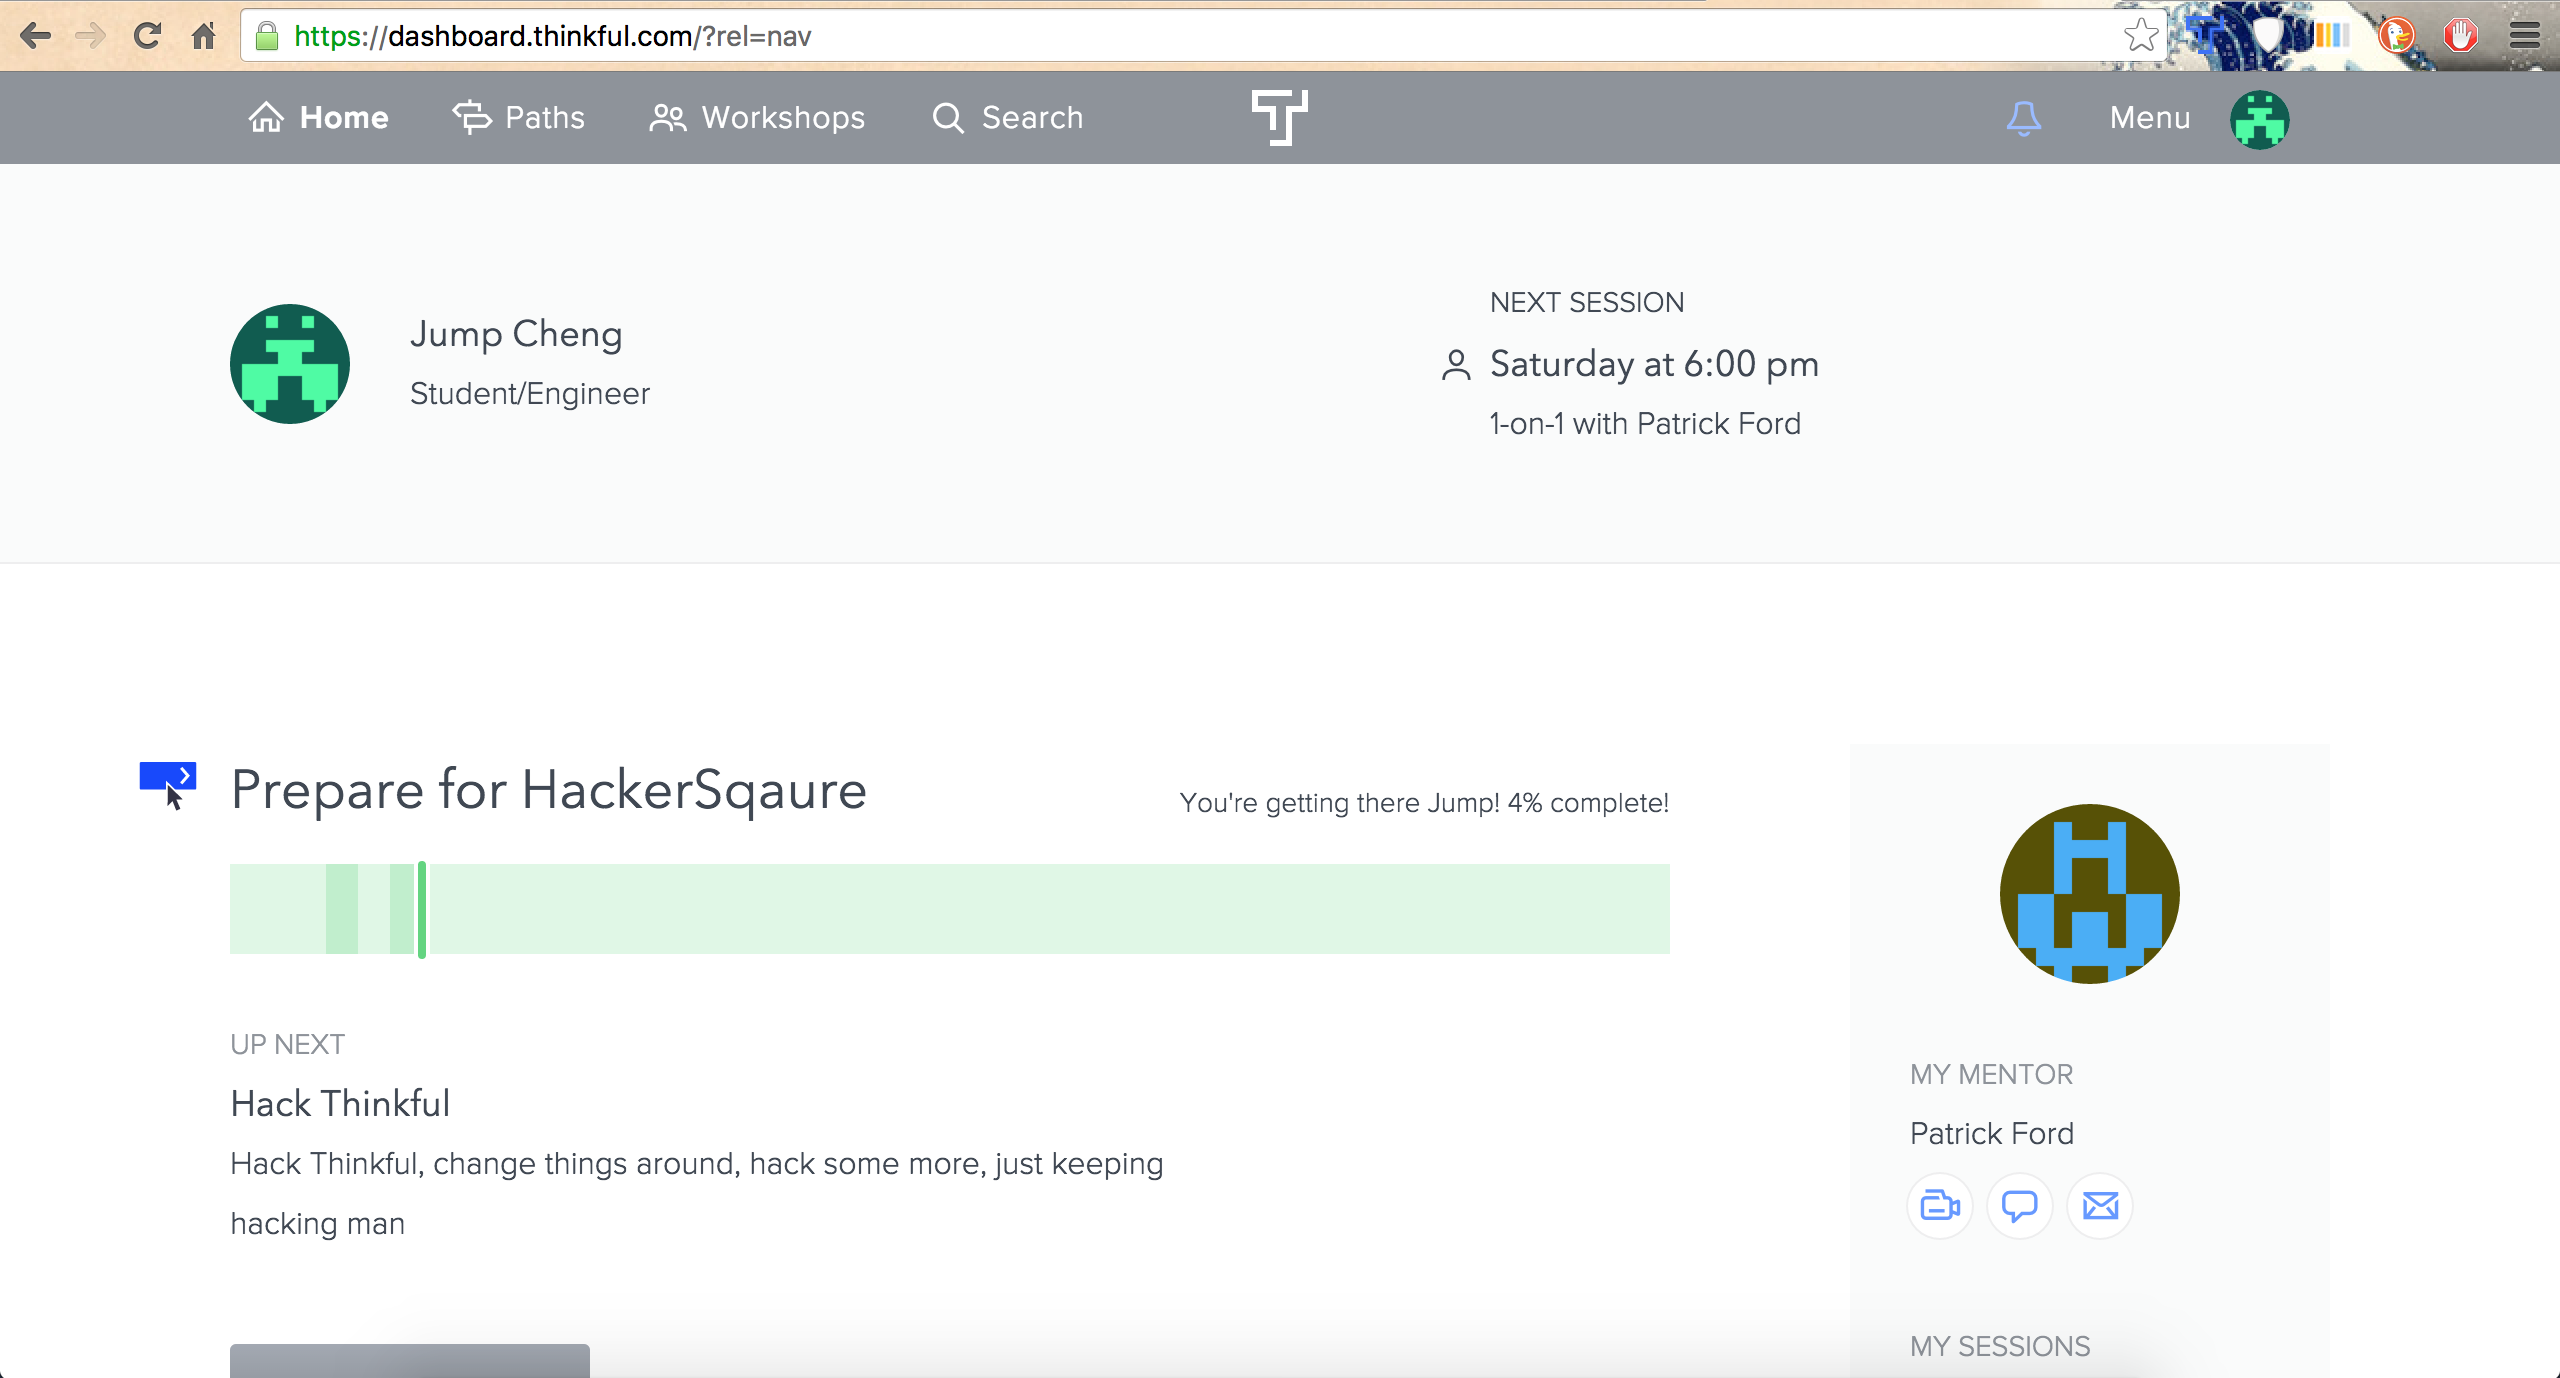 https://dashboard.thinkful.com/?rel=nav
Home Paths Workshops Search Menu
Jump Cheng
Student/Engineer
NEXT SESSION
Saturday at 6:00 pm
1-on-1 with Patrick Ford
Prepare for HackerSqaure
You're getting there Jump! 4% complete!
UP NEXT
Hack Thinkful
Hack Thinkful, change things around, hack some more, just keeping
hacking man
MY MENTOR
Patrick Ford
MY SESSIONS